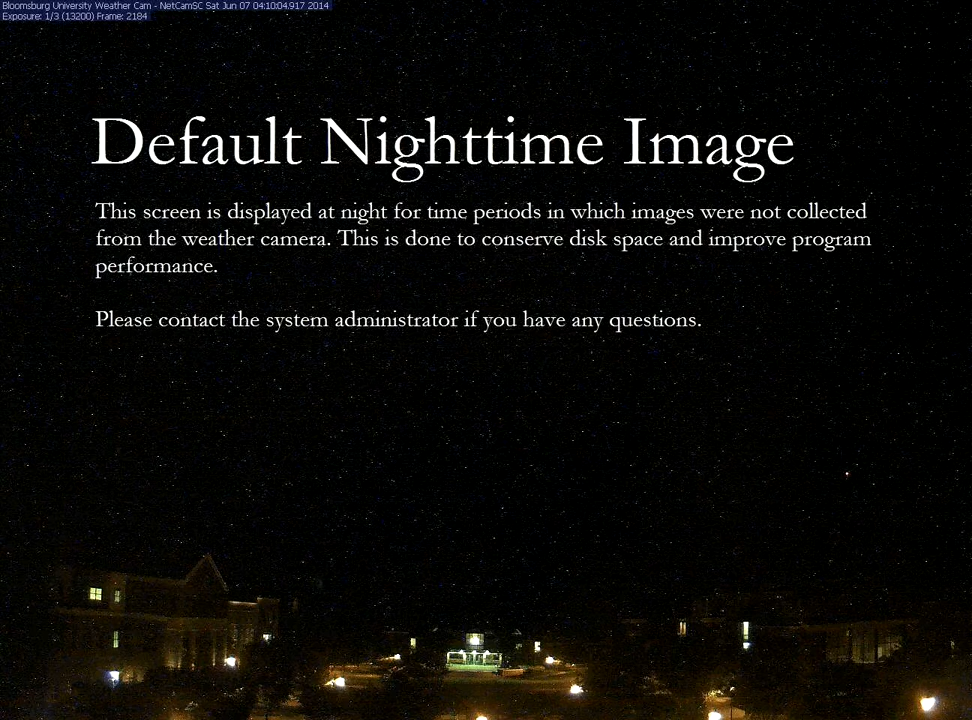 Bloomsburg University Weather Cam - NetCamSC Sat Jun 07 04:10:04.917 2014
Exposure: 1/3 (13200) Frame: 2184
Default Nighttime Image
This screen is displayed at night for time periods in which images were not collected
from the weather camera. This is done to conserve disk space and improve program
performance.
Please contact the system administrator if you have any questions.